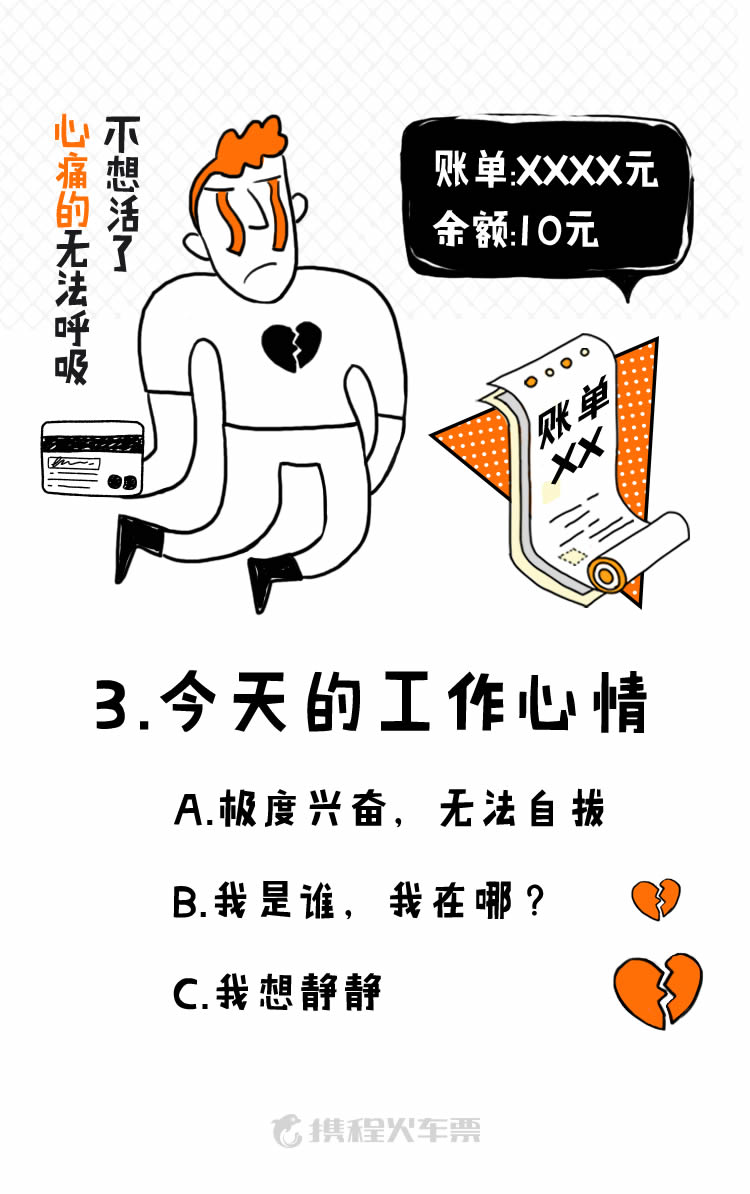 不想活了
心痛的无法呼吸
账单:XXXX元
余额:10元
账单
XX
3.今天的工作心情
A.极度兴奋，无法自拔
B.我是谁，我在哪？
C.我想静静
携程火车票